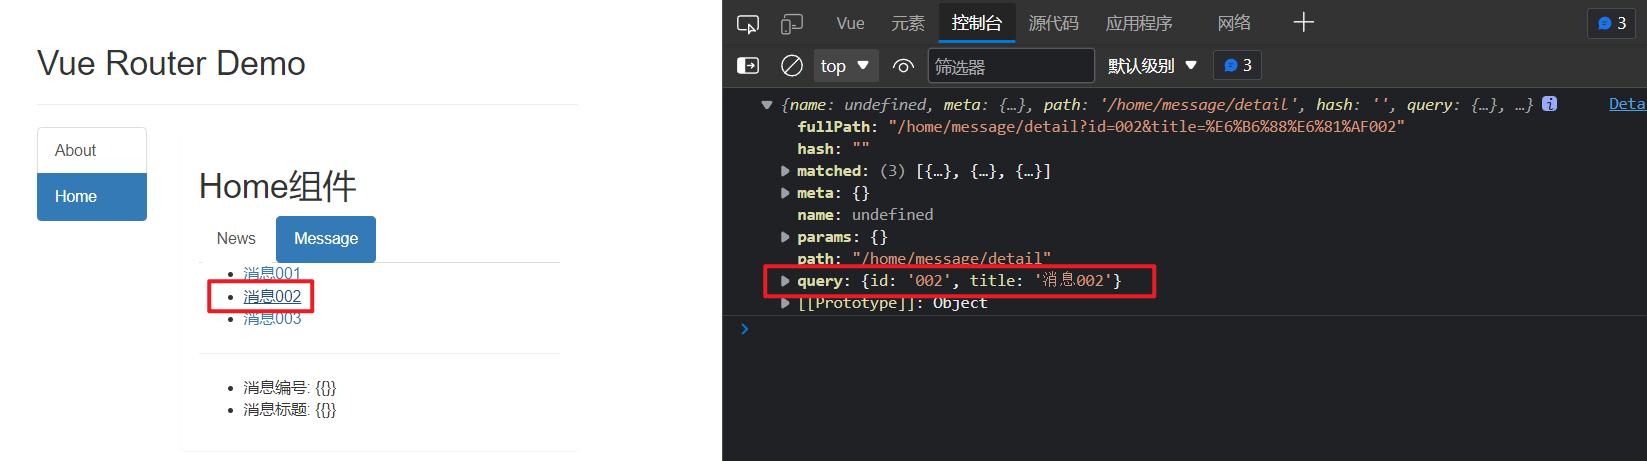 Vue Router Demo
About
Home
Home组件
News
Message
消息001
消息002
消息003
消息编号: {{}}
消息标题: {{}}
Vue 元素 控制台 源代码 应用程序 网络 3
top 筛选器 默认级别 3
{name: undefined, meta: {…}, path: '/home/message/detail', hash: '', query: {…}, …} i Deta
fullPath: "/home/message/detail?id=002&title=%E6%B6%88%E6%81%AF002"
hash: ""
matched: (3) [{…}, {…}, {…}]
meta: {}
name: undefined
params: {}
path: "/home/message/detail"
query: {id: '002', title: '消息002'}
[[Prototype]]: Object